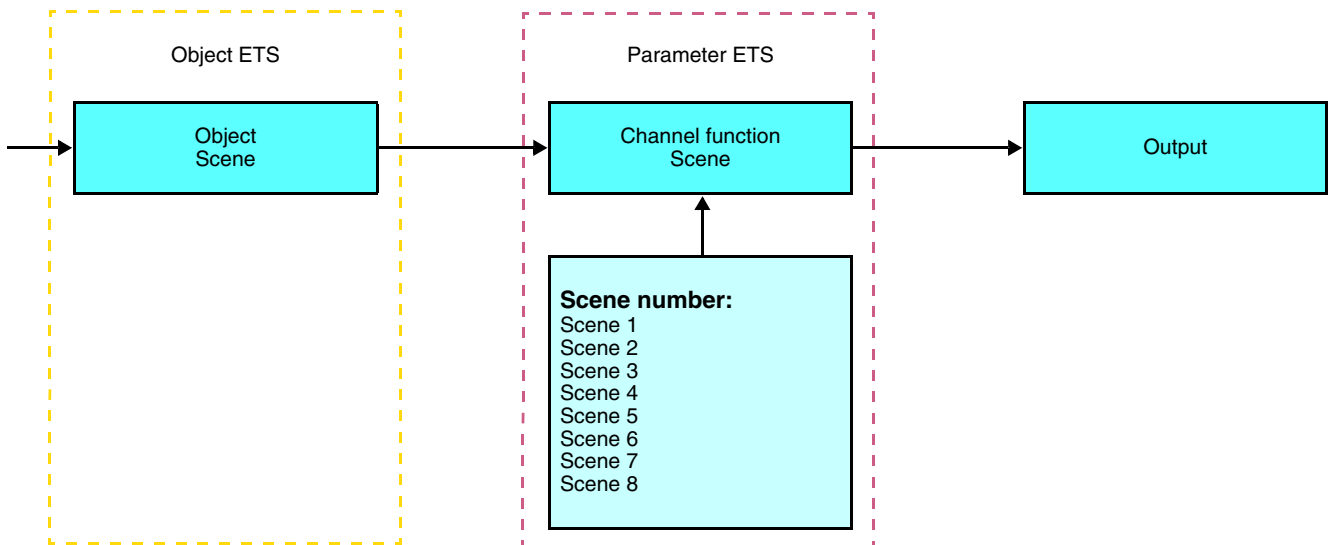 Object ETS
Parameter ETS
Object
Scene
Channel function
Scene
Output
Scene number:
Scene 1
Scene 2
Scene 3
Scene 4
Scene 5
Scene 6
Scene 7
Scene 8